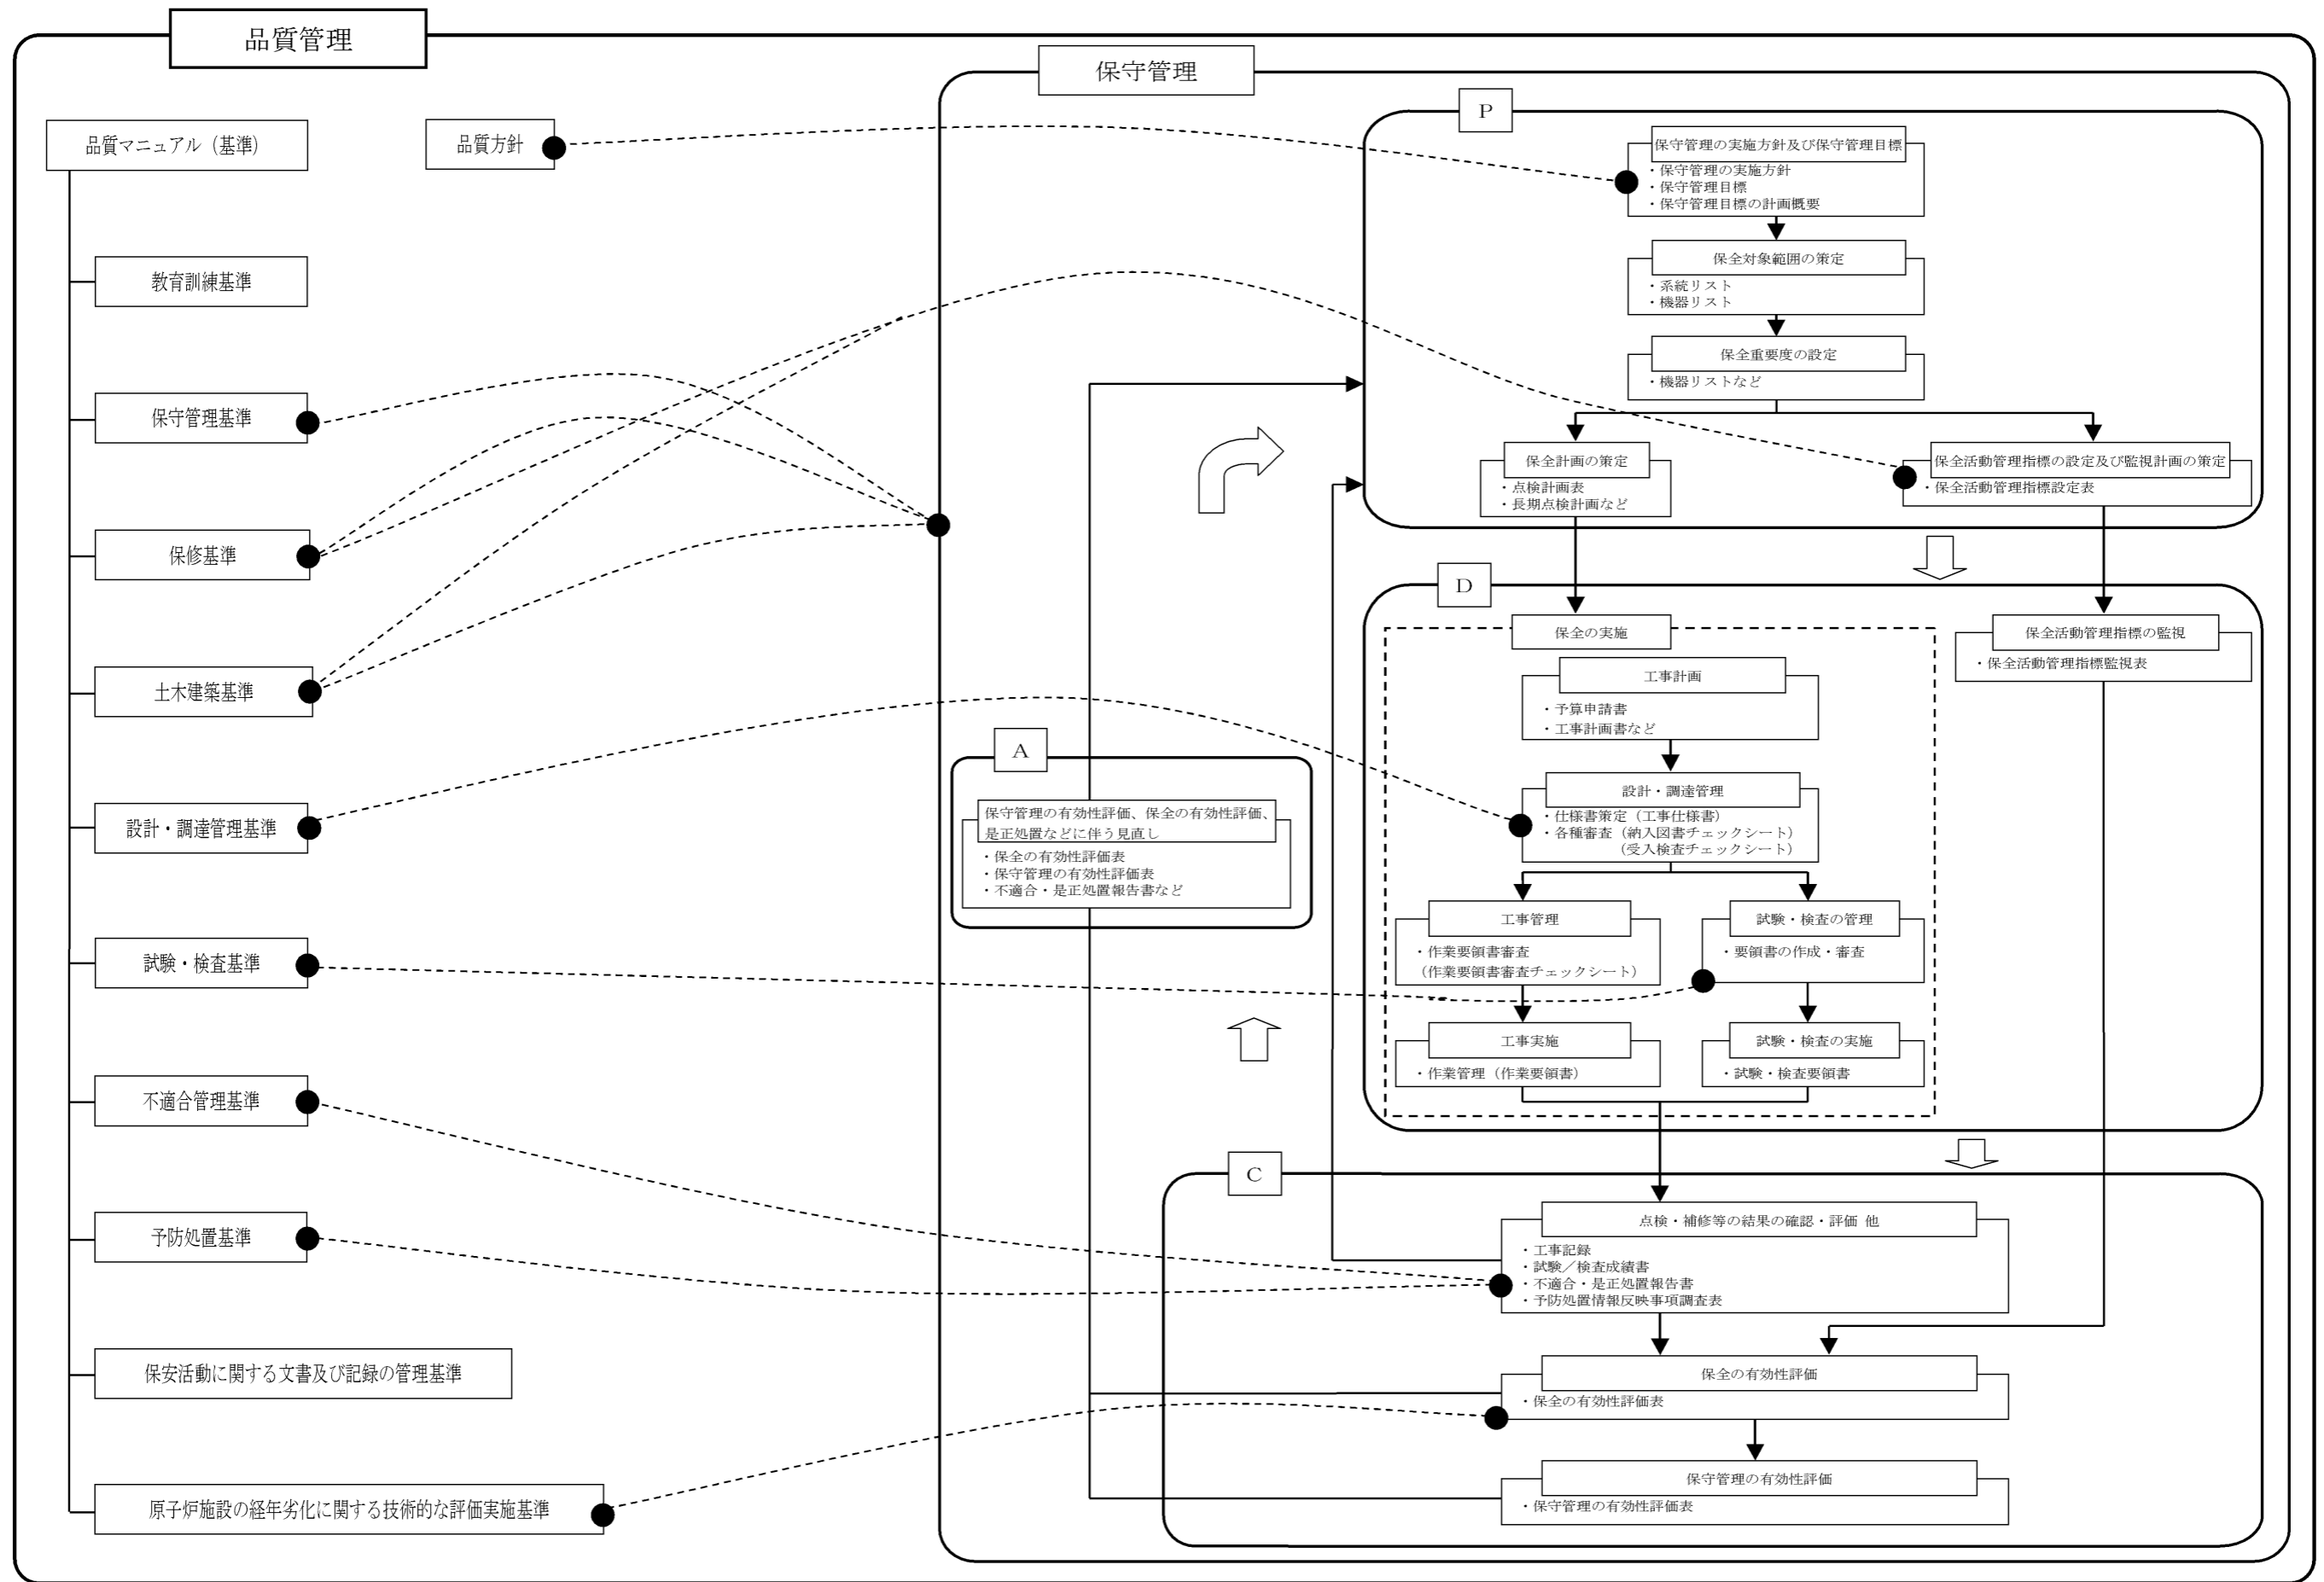 品質管理
品質マニュアル（基準）
品質方針
教育訓練基準
保守管理基準
保修基準
土木建築基準
設計・調達管理基準
試験・検査基準
不適合管理基準
予防処置基準
保安活動に関する文書及び記録の管理基準
原子炉施設の経年劣化に関する技術的な評価実施基準
保守管理
P
保守管理の実施方針及び保守管理目標
・保守管理の実施方針
・保守管理目標
・保守管理目標の計画概要
保全対象範囲の策定
・系統リスト
・機器リスト
保全重要度の設定
・機器リストなど
保全計画の策定
・点検計画表
・長期点検計画など
保全活動管理指標の設定及び監視計画の策定
・保全活動管理指標設定表
D
保全の実施
工事計画
・予算申請書
・工事計画書など
設計・調達管理
・仕様書策定（工事仕様書）
・各種審査（納入図書チェックシート）
（受入検査チェックシート）
工事管理
・作業要領書審査
（作業要領書審査チェックシート）
試験・検査の管理
・要領書の作成・審査
工事実施
・作業管理（作業要領書）
試験・検査の実施
・試験・検査要領書
保全活動管理指標の監視
・保全活動管理指標監視表
A
保守管理の有効性評価、保全の有効性評価、
是正処置などに伴う見直し
・保全の有効性評価表
・保守管理の有効性評価表
・不適合・是正処置報告書など
C
点検・補修等の結果の確認・評価 他
・工事記録
・試験／検査成績書
・不適合・是正処置報告書
・予防処置情報反映事項調査表
保全の有効性評価
・保全の有効性評価表
保守管理の有効性評価
・保守管理の有効性評価表